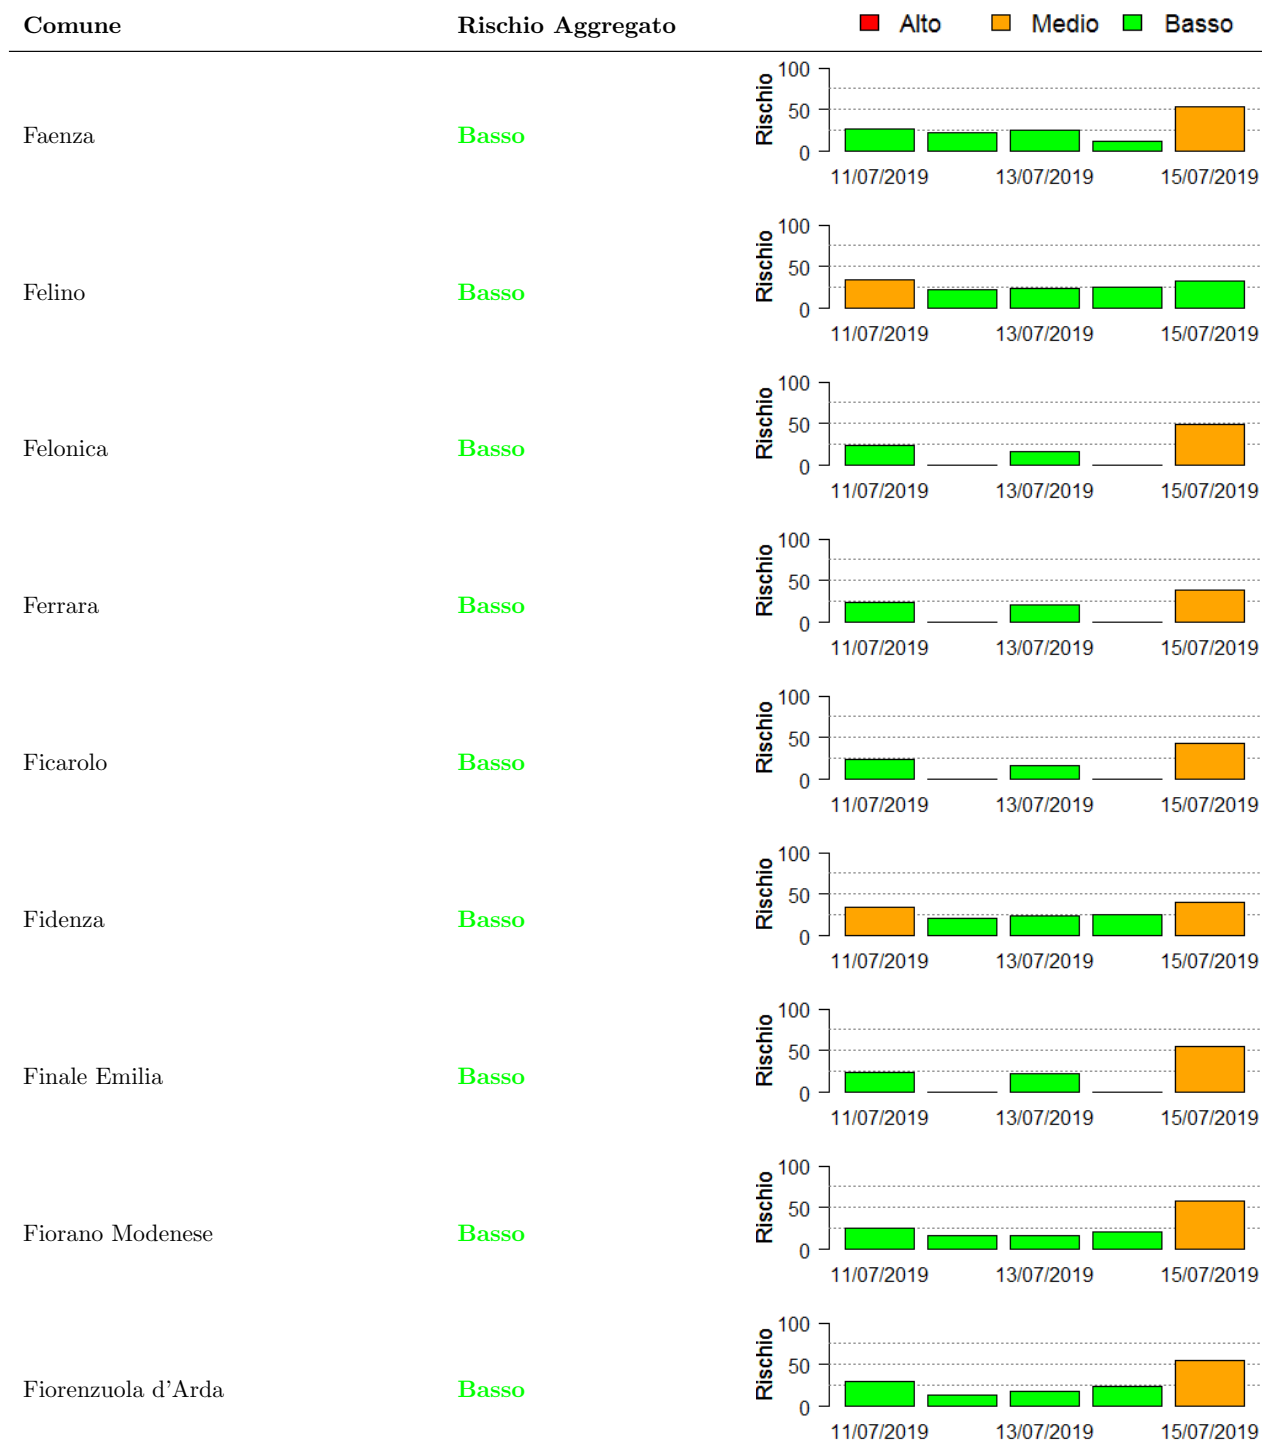 Comune Rischio Aggregato Alto Medio Basso
Faenza Basso Rischio 100 50 0
11/07/2019 13/07/2019 15/07/2019
Felino Basso Rischio 100 50 0
11/07/2019 13/07/2019 15/07/2019
Felonica Basso Rischio 100 50 0
11/07/2019 13/07/2019 15/07/2019
Ferrara Basso Rischio 100 50 0
11/07/2019 13/07/2019 15/07/2019
Ficarolo Basso Rischio 100 50 0
11/07/2019 13/07/2019 15/07/2019
Fidenza Basso Rischio 100 50 0
11/07/2019 13/07/2019 15/07/2019
Finale Emilia Basso Rischio 100 50 0
11/07/2019 13/07/2019 15/07/2019
Fiorano Modenese Basso Rischio 100 50 0
11/07/2019 13/07/2019 15/07/2019
Fiorenzuola d'Arda Basso Rischio 100 50 0
11/07/2019 13/07/2019 15/07/2019